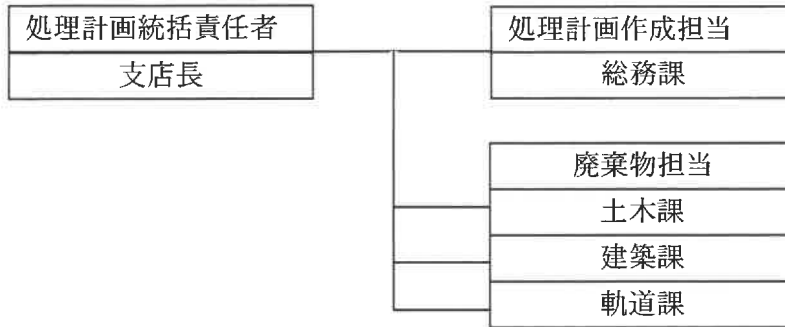 処理計画統括責任者
支店長
処理計画作成担当
総務課
廃棄物担当
土木課
建築課
軌道課